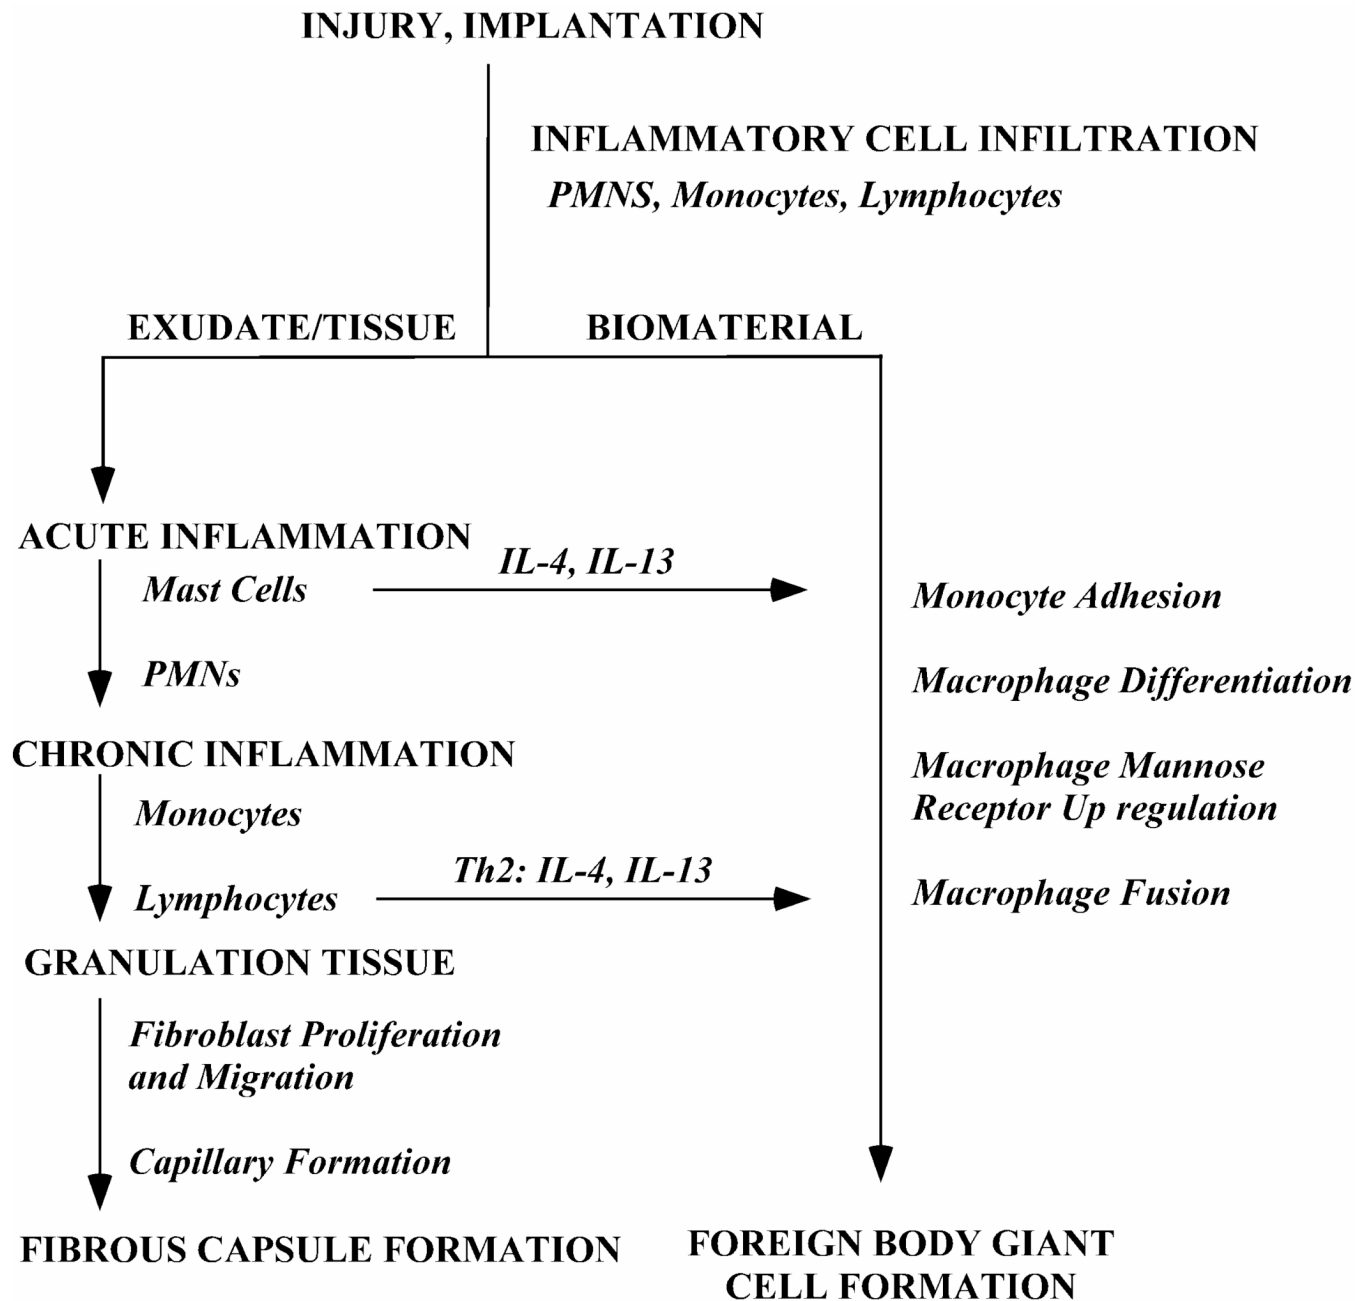 INJURY, IMPLANTATION
INFLAMMATORY CELL INFILTRATION
PMNS, Monocytes, Lymphocytes
EXUDATE/TISSUE
BIOMATERIAL
ACUTE INFLAMMATION
Mast Cells
IL-4, IL-13
PMNs
CHRONIC INFLAMMATION
Monocytes
Lymphocytes
Th2: IL-4, IL-13
GRANULATION TISSUE
Fibroblast Proliferation
and Migration
Capillary Formation
FIBROUS CAPSULE FORMATION
Monocyte Adhesion
Macrophage Differentiation
Macrophage Mannose
Receptor Up regulation
Macrophage Fusion
FOREIGN BODY GIANT
CELL FORMATION